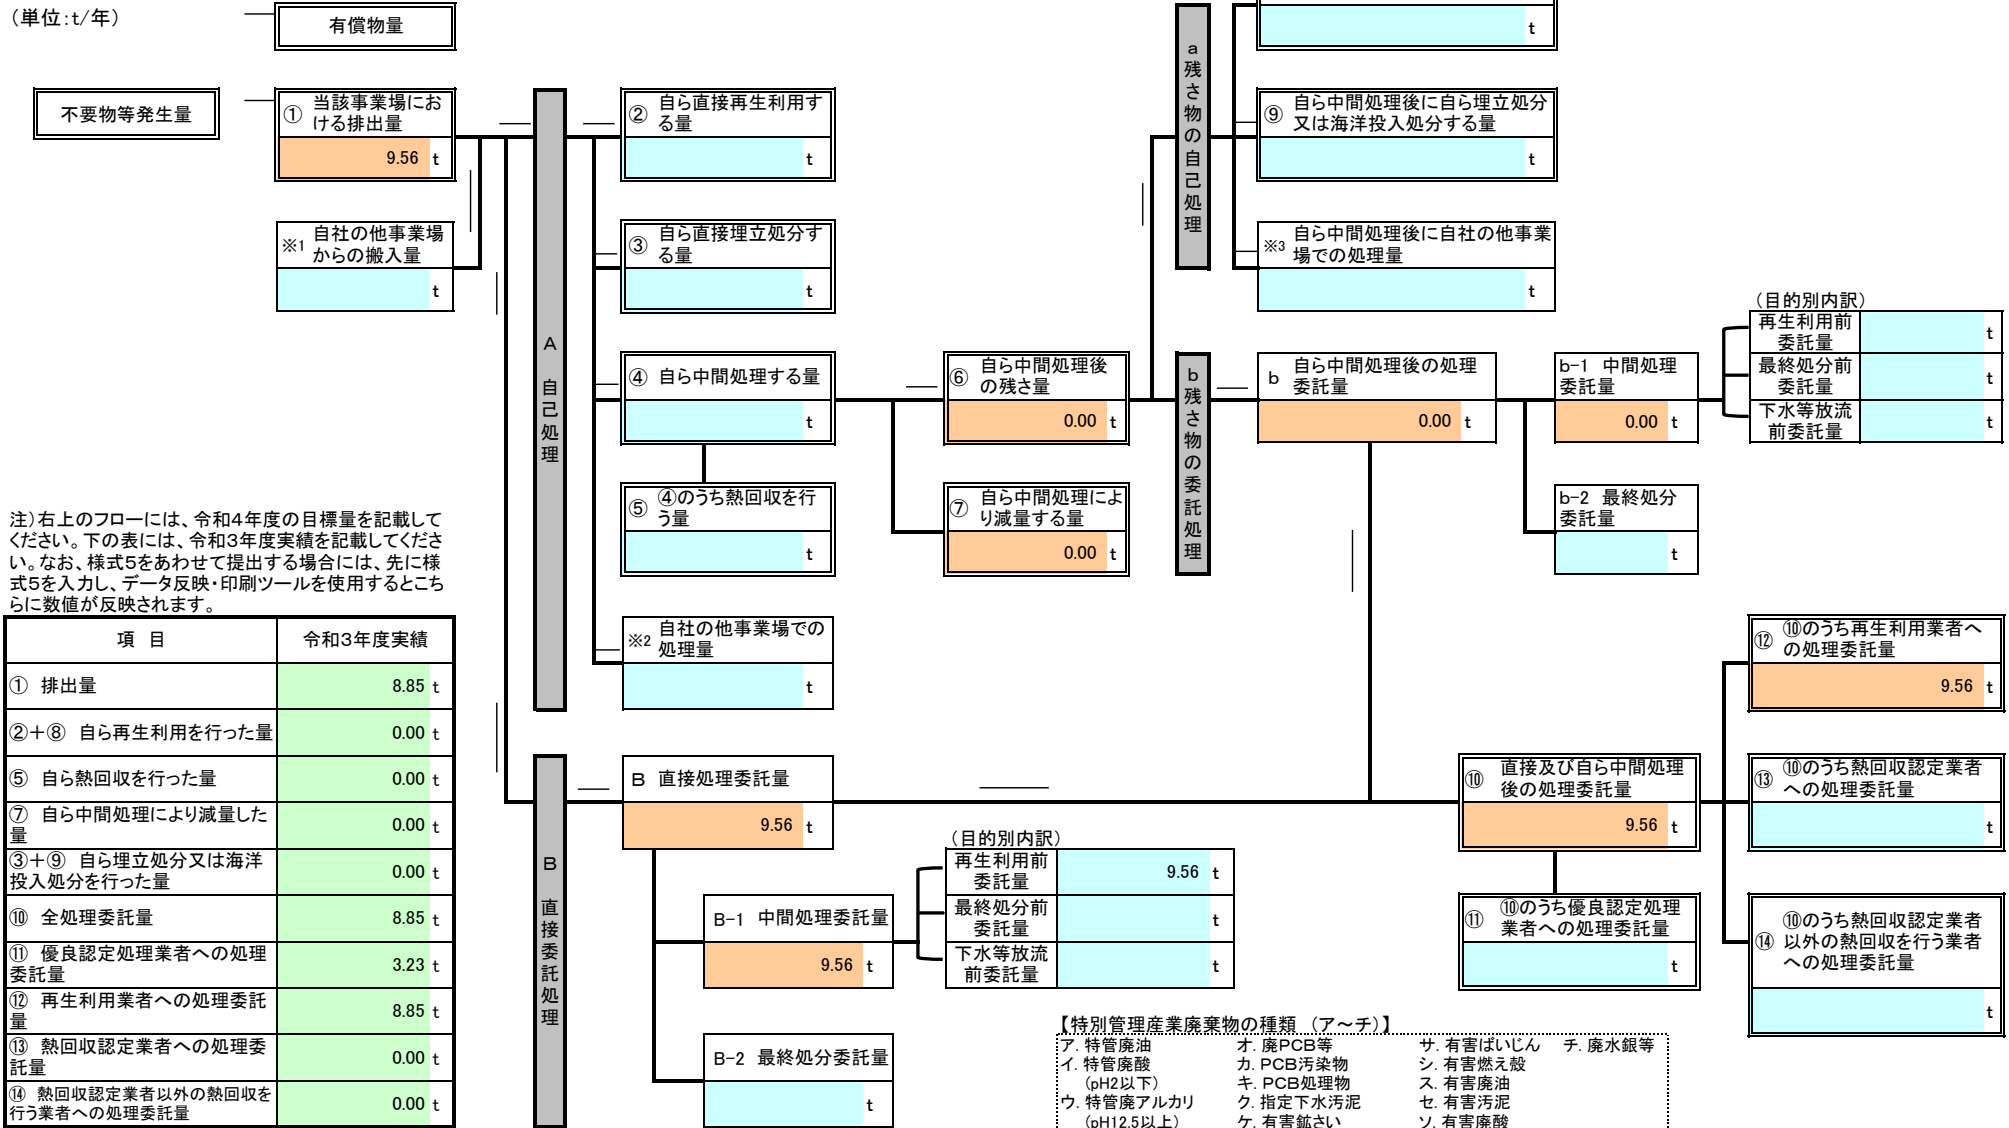 （単位:t/年）
有償物量
t
不要物等発生量
① 当該事業場にお
ける排出量
9.56 t
※1 自社の他事業場
からの搬入量
t
A 自己処理
② 自ら直接再生利用す
る量
t
③ 自ら直接埋立処分す
る量
t
④ 自ら中間処理する量
t
⑤ ④のうち熱回収を行
う量
t
※2 自社の他事業場での
処理量
t
⑥ 自ら中間処理後
の残さ量
0.00 t
⑦ 自ら中間処理によ
り減量する量
0.00 t
a 残さ物の自己処理
⑨ 自ら中間処理後に自ら埋立処分
又は海洋投入処分する量
t
※3 自ら中間処理後に自社の他事業
場での処理量
t
b 残さ物の委託処理
b 自ら中間処理後の処理
委託量
0.00 t
b-1 中間処理
委託量
0.00 t
b-2 最終処分
委託量
t
（目的別内訳）
再生利用前
委託量
t
最終処分前
委託量
t
下水等放流
前委託量
t
注）右上のフローには、令和4年度の目標量を記載して
ください。下の表には、令和3年度実績を記載してくださ
い。なお、様式5をあわせて提出する場合には、先に様
式5を入力し、データ反映・印刷ツールを使用するとこち
らに数値が反映されます。
項 目 令和3年度実績
① 排出量 8.85 t
②＋⑧ 自ら再生利用を行った量 0.00 t
⑤ 自ら熱回収を行った量 0.00 t
⑦ 自ら中間処理により減量した
量 0.00 t
③＋⑨ 自ら埋立処分又は海洋
投入処分を行った量 0.00 t
⑩ 全処理委託量 8.85 t
⑪ 優良認定処理業者への処理
委託量 3.23 t
⑫ 再生利用業者への処理委託
量 8.85 t
⑬ 熱回収認定業者への処理委
託量 0.00 t
⑭ 熱回収認定業者以外の熱回収を
行う業者への処理委託量 0.00 t
B 直接委託処理
B 直接処理委託量
9.56 t
B-1 中間処理委託量
9.56 t
B-2 最終処分委託量
t
（目的別内訳）
再生利用前
委託量
9.56 t
最終処分前
委託量
t
下水等放流
前委託量
t
⑩ 直接及び自ら中間処理
後の処理委託量
9.56 t
⑪ ⑩のうち優良認定処理
業者への処理委託量
t
⑫ ⑩のうち再生利用業者へ
の処理委託量
9.56 t
⑬ ⑩のうち熱回収認定業者
への処理委託量
t
⑭ ⑩のうち熱回収認定業者
以外の熱回収を行う業者
への処理委託量
t
【特別管理産業廃棄物の種類 （ア～チ）】
ア. 特管廃油 オ. 廃PCB等 サ. 有害ばいじん チ. 廃水銀等
イ. 特管廃酸 カ. PCB汚染物 シ. 有害燃え殻
（pH2以下） キ. PCB処理物 ス. 有害廃油
ウ. 特管廃アルカリ ク. 指定下水汚泥 セ. 有害汚泥
（pH12.5以上） ケ. 有害鉱さい ソ. 有害廃酸